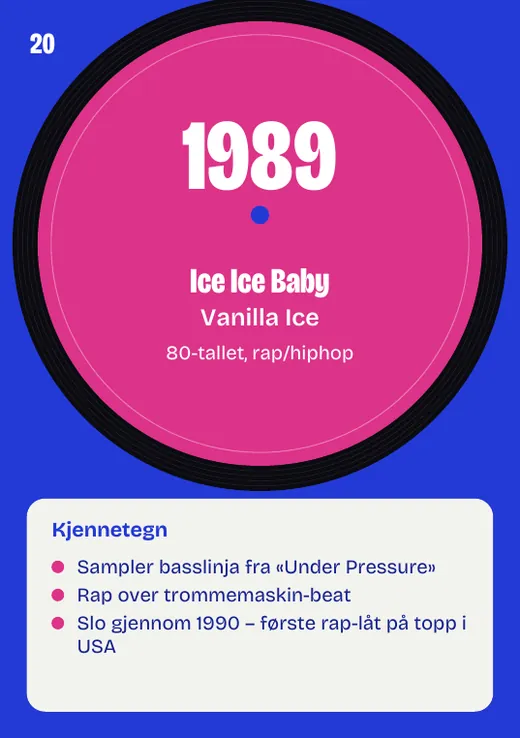 20
1989
Ice Ice Baby
Vanilla Ice
80-tallet, rap/hiphop
Kjennetegn
Sampler basslinja fra «Under Pressure»
Rap over trommemaskin-beat
Slo gjennom 1990 – første rap-låt på topp i
USA